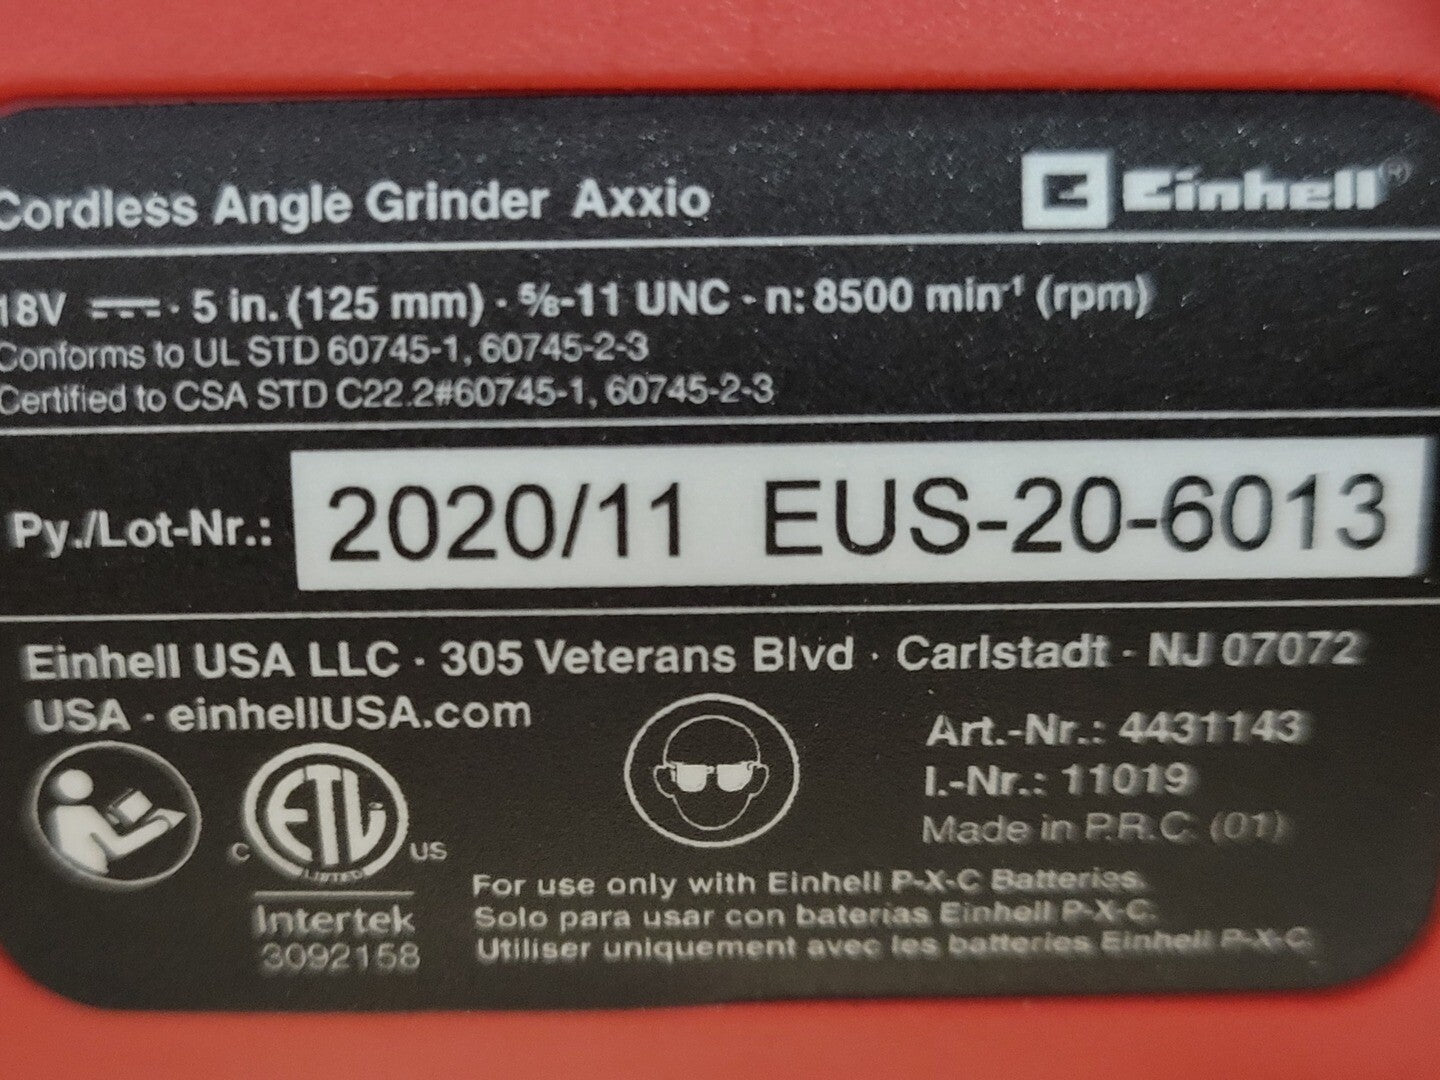 Cordless Angle Grinder Axxio
Einhell®
18V ⎓ · 5 in. (125 mm) · 5/8-11 UNC · n: 8500 min⁻¹ (rpm)
Conforms to UL STD 60745-1, 60745-2-3
Certified to CSA STD C22.2#60745-1, 60745-2-3
Py./Lot-Nr.: 2020/11 EUS-20-6013
Einhell USA LLC · 305 Veterans Blvd · Carlstadt - NJ 07072
USA · einhellUSA.com
Art.-Nr.: 4431143
I.-Nr.: 11019
Made in P.R.C. (01)
C ETL US
LISTED
Intertek
3092158
For use only with Einhell P-X-C Batteries.
Solo para usar con baterias Einhell P-X-C.
Utiliser uniquement avec les batteries Einhell P-X-C